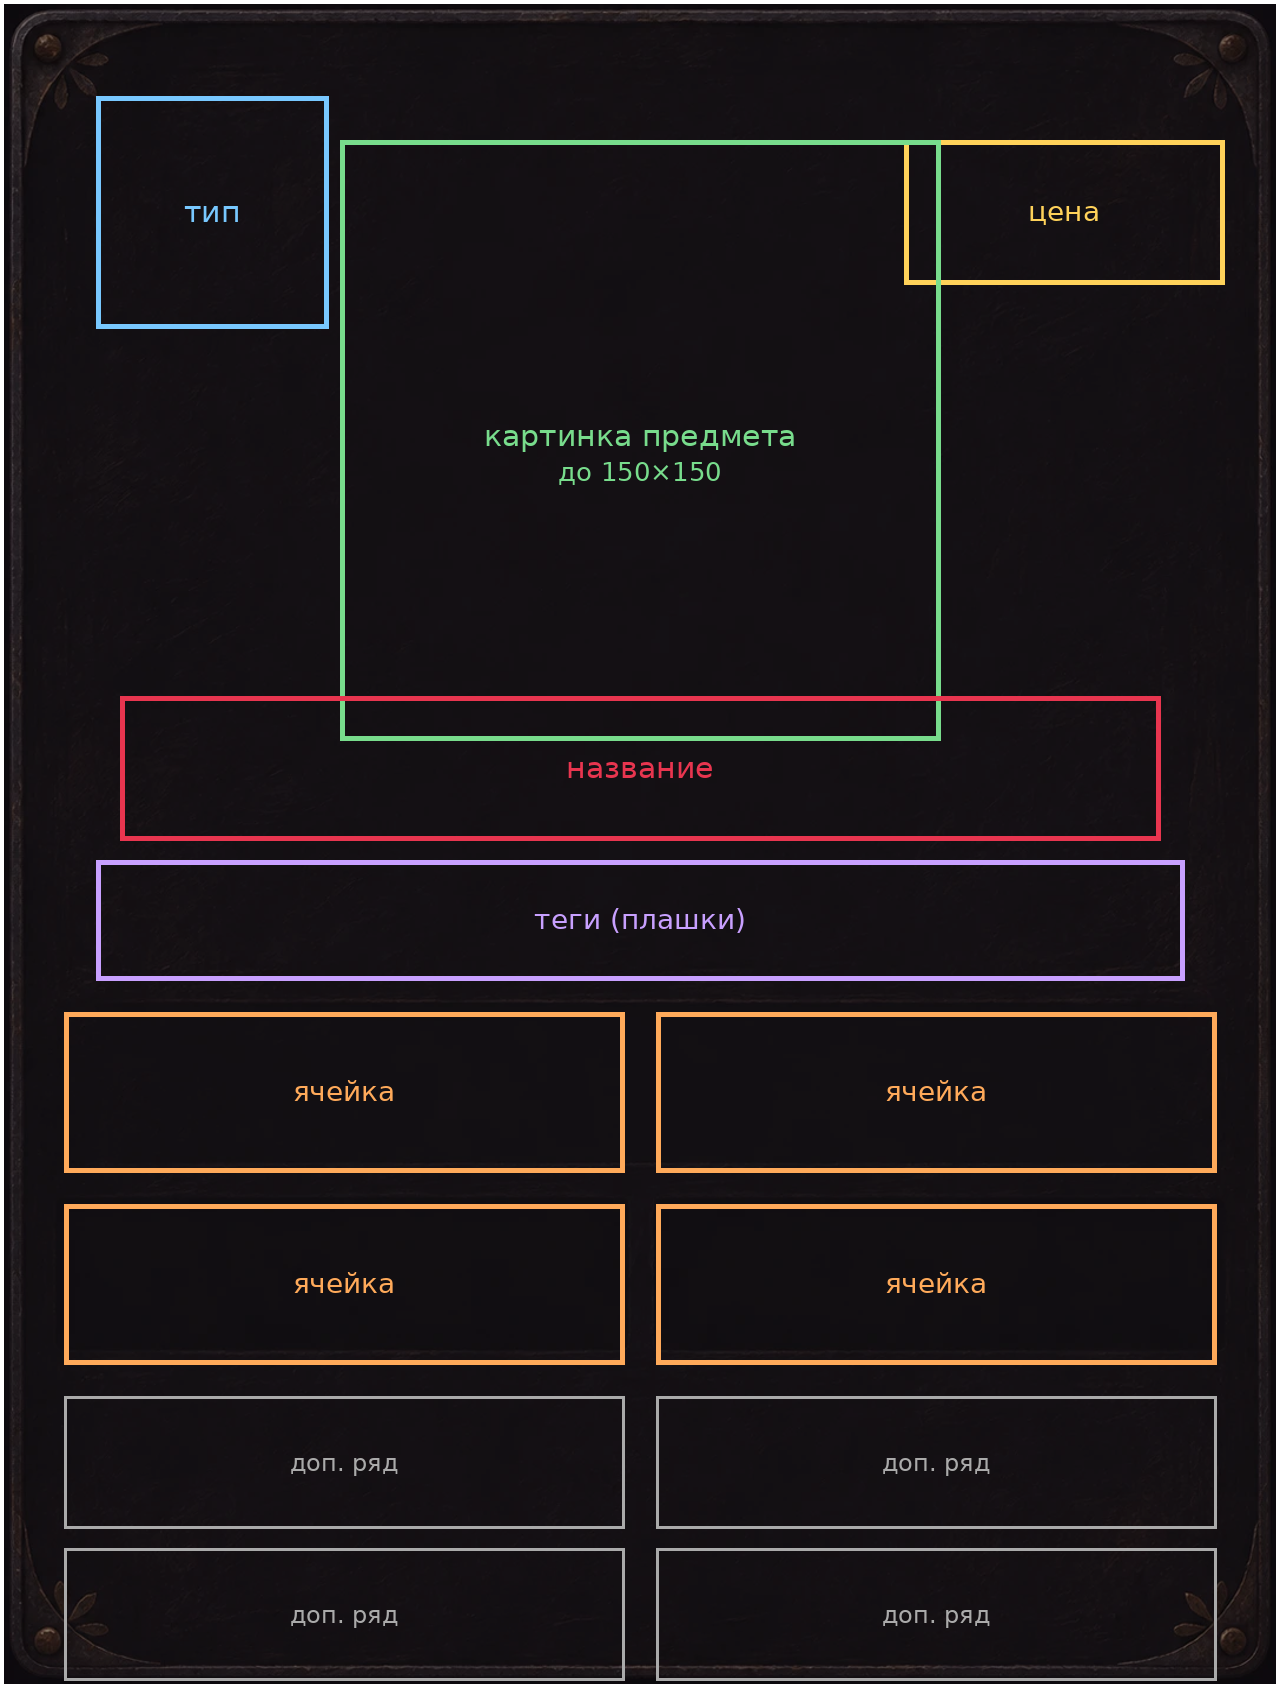 тип
цена
картинка предмета
до 150×150
название
теги (плашки)
ячейка
ячейка
ячейка
ячейка
доп. ряд
доп. ряд
доп. ряд
доп. ряд